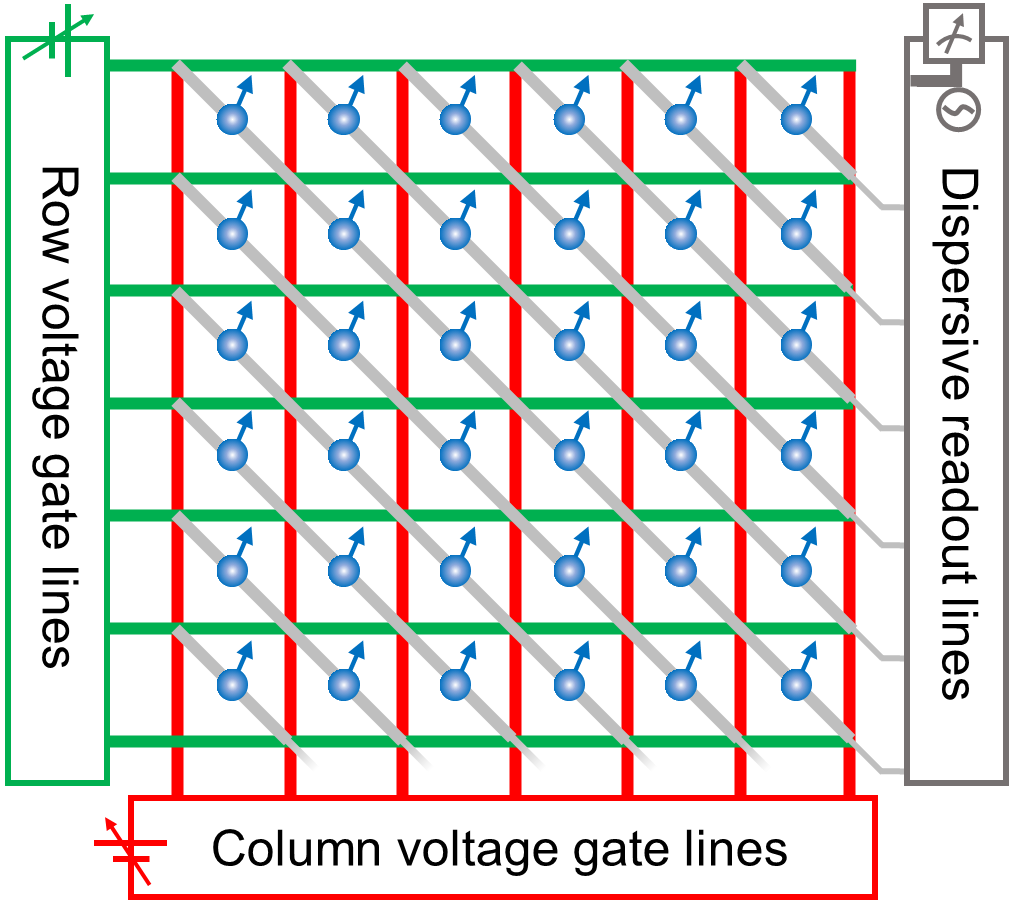 Row voltage gate lines
Dispersive readout lines
Column voltage gate lines